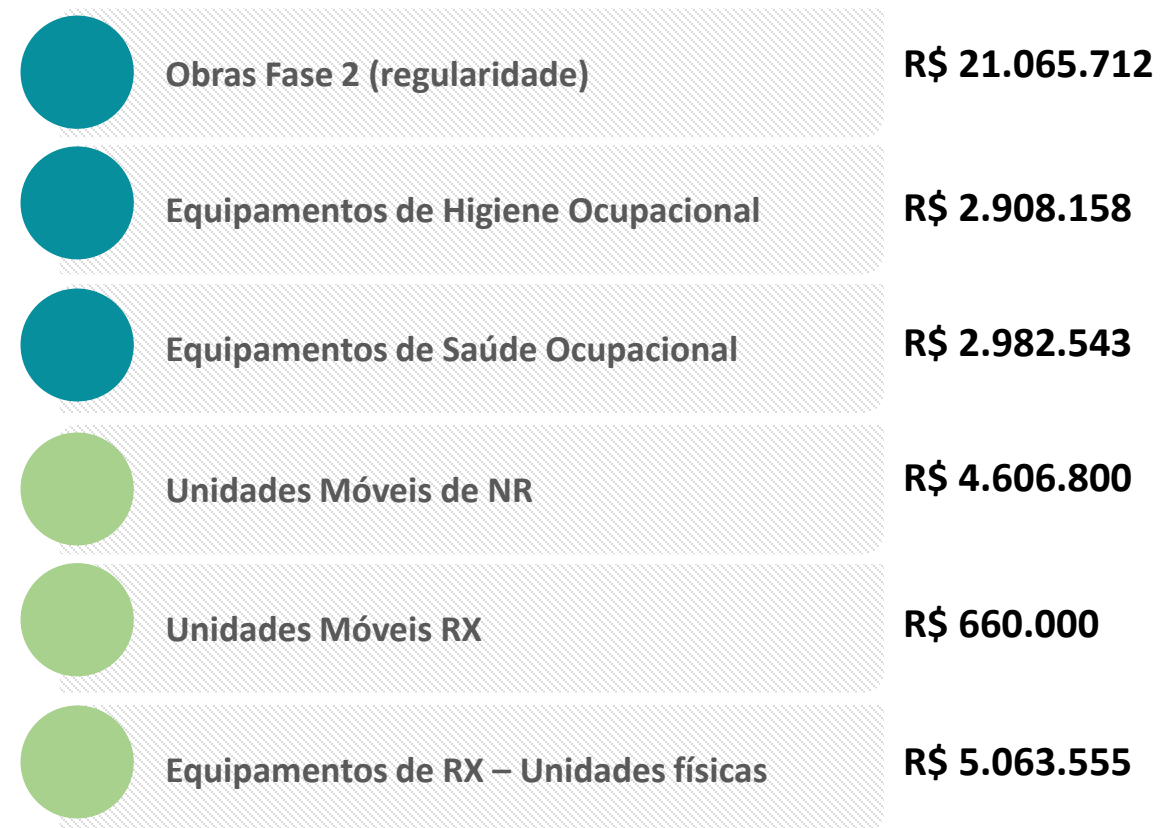 Obras Fase 2 (regularidade) R$ 21.065.712
Equipamentos de Higiene Ocupacional R$ 2.908.158
Equipamentos de Saúde Ocupacional R$ 2.982.543
Unidades Móveis de NR R$ 4.606.800
Unidades Móveis RX R$ 660.000
Equipamentos de RX – Unidades físicas R$ 5.063.555